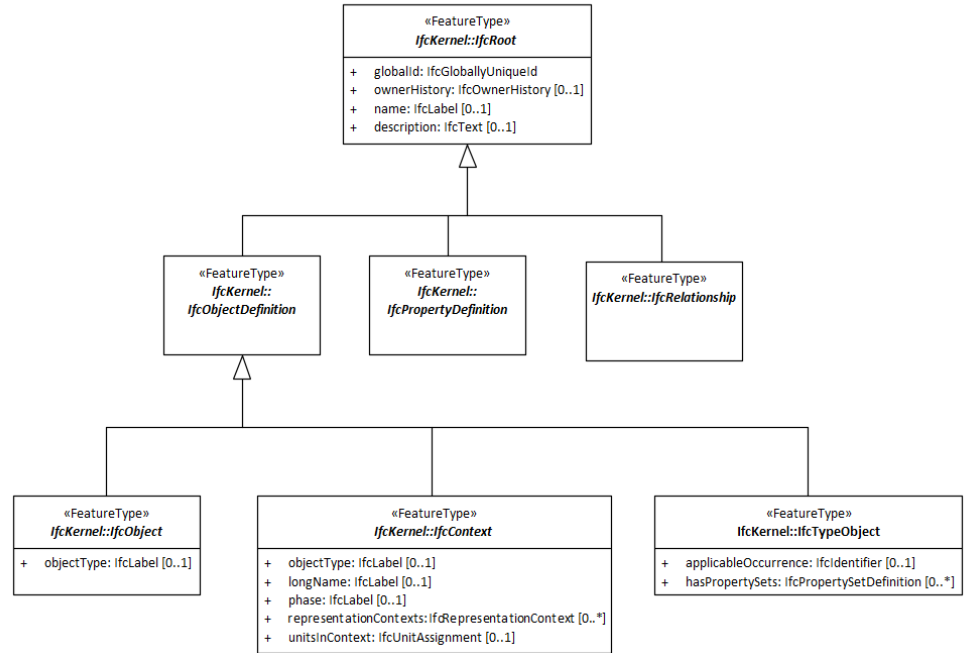 «FeatureType»
IfcKernel::IfcRoot
+ globalId: IfcGloballyUniqueId
+ ownerHistory: IfcOwnerHistory [0..1]
+ name: IfcLabel [0..1]
+ description: IfcText [0..1]
«FeatureType»
IfcKernel::
IfcObjectDefinition
«FeatureType»
IfcKernel::
IfcPropertyDefinition
«FeatureType»
IfcKernel::IfcRelationship
«FeatureType»
IfcKernel::IfcObject
+ objectType: IfcLabel [0..1]
«FeatureType»
IfcKernel::IfcContext
+ objectType: IfcLabel [0..1]
+ longName: IfcLabel [0..1]
+ phase: IfcLabel [0..1]
+ representationContexts:IfcRepresentationContext [0..*]
+ unitsInContext: IfcUnitAssignment [0..1]
«FeatureType»
IfcKernel::IfcTypeObject
+ applicableOccurrence: IfcIdentifier [0..1]
+ hasPropertySets: IfcPropertySetDefinition [0..*]